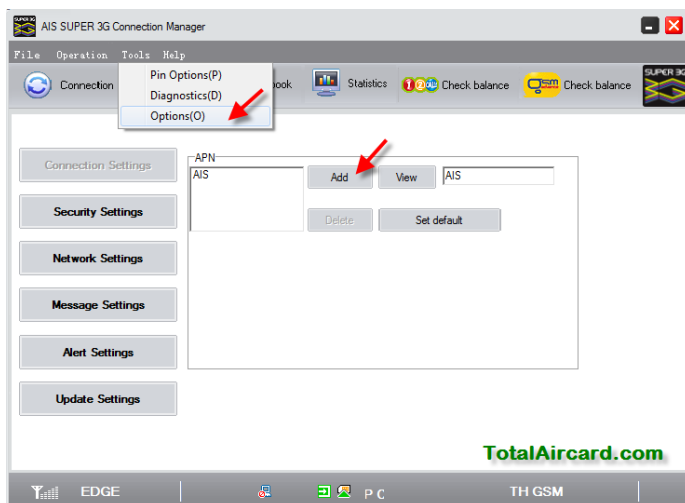 SUPER 3G
AIS SUPER 3G Connection Manager
File Operation Tools Help
Connection
Statistics
Check balance
Check balance
SUPER 3G
Pin Options(P)
Diagnostics(D)
Options(O)
Connection Settings
Security Settings
Network Settings
Message Settings
Alert Settings
Update Settings
APN
AIS
Add
View
AIS
Delete
Set default
TotalAircard.com
EDGE
PC
TH GSM